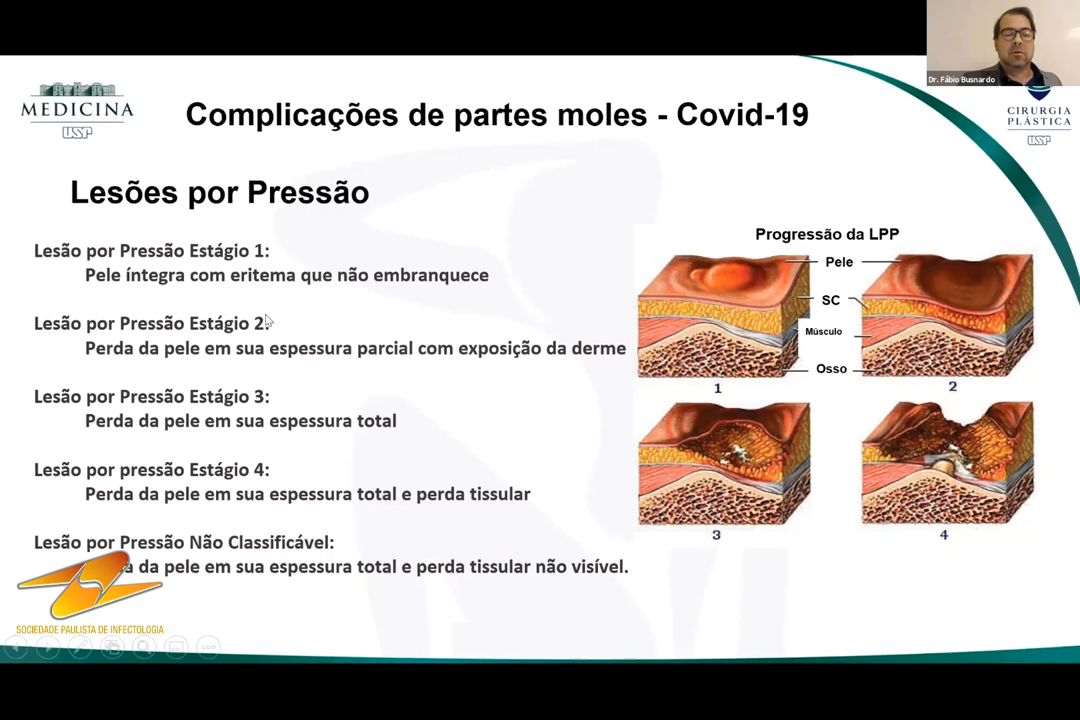 Dr. Fábio Busnardo
MEDICINA
USP
Complicações de partes moles - Covid-19
CIRURGIA
PLÁSTICA
USP
Lesões por Pressão
Lesão por Pressão Estágio 1:
Pele íntegra com eritema que não embranquece
Lesão por Pressão Estágio 2:
Perda da pele em sua espessura parcial com exposição da derme
Lesão por Pressão Estágio 3:
Perda da pele em sua espessura total
Lesão por pressão Estágio 4:
Perda da pele em sua espessura total e perda tissular
Lesão por Pressão Não Classificável:
da pele em sua espessura total e perda tissular não visível.
Progressão da LPP
Pele
SC
Músculo
Osso
1
2
3
4
SOCIEDADE PAULISTA DE INFECTOLOGIA